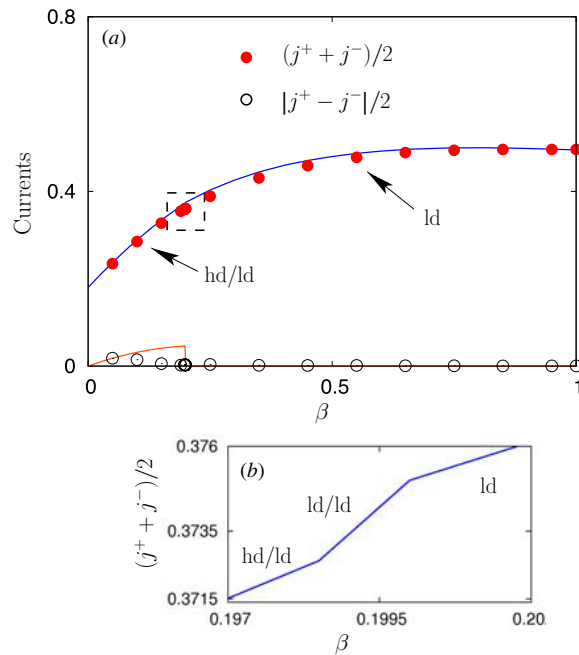 0.8
(a)
(j⁺ + j⁻)/2
|j⁺ − j⁻|/2
Currents
0.4
ld
hd/ld
0
0
0.5
1
β
0.376
(b)
(j⁺ + j⁻)/2
ld/ld
ld
0.3735
hd/ld
0.3715
0.197
0.1995
0.20
β